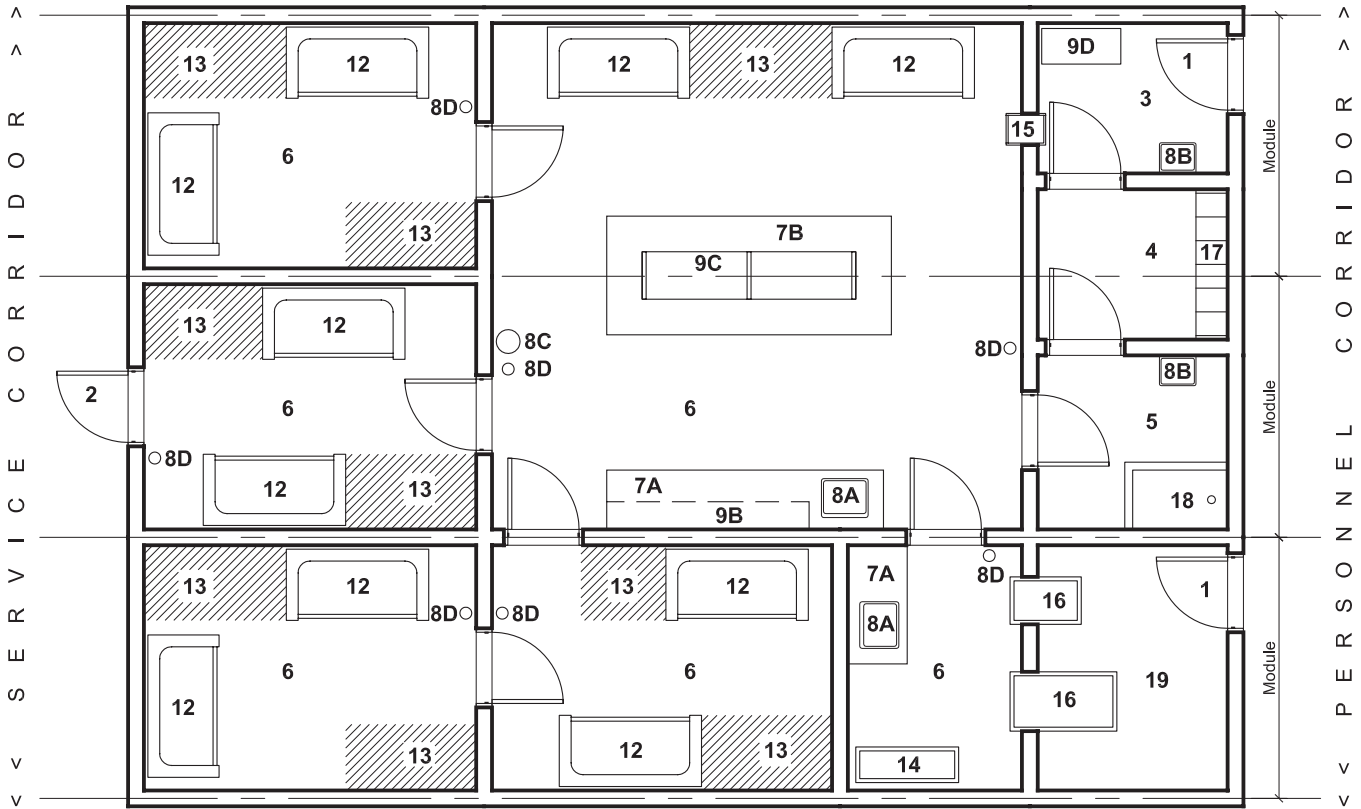 < < SERVICE CORRIDOR > >
13
12
12
13
12
9D
1
8D
3
15
6
8B
Module
12
7B
13
4
17
9C
13
12
8C
8D
8D
8B
2
6
6
5
Module
8D
12
13
7A
8A
9B
18
13
12
13
12
7A
8D
1
8D
8D
8A
16
6
6
6
19
Module
12
16
13
12
13
14
< < PERSONNEL CORRIDOR > >